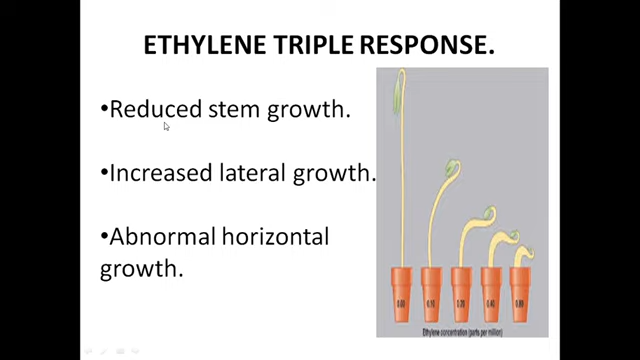 ETHYLENE TRIPLE RESPONSE.
•Reduced stem growth.
•Increased lateral growth.
•Abnormal horizontal
growth.
0.00 0.10 0.20 0.40 0.80
Ethylene concentration (parts per million)